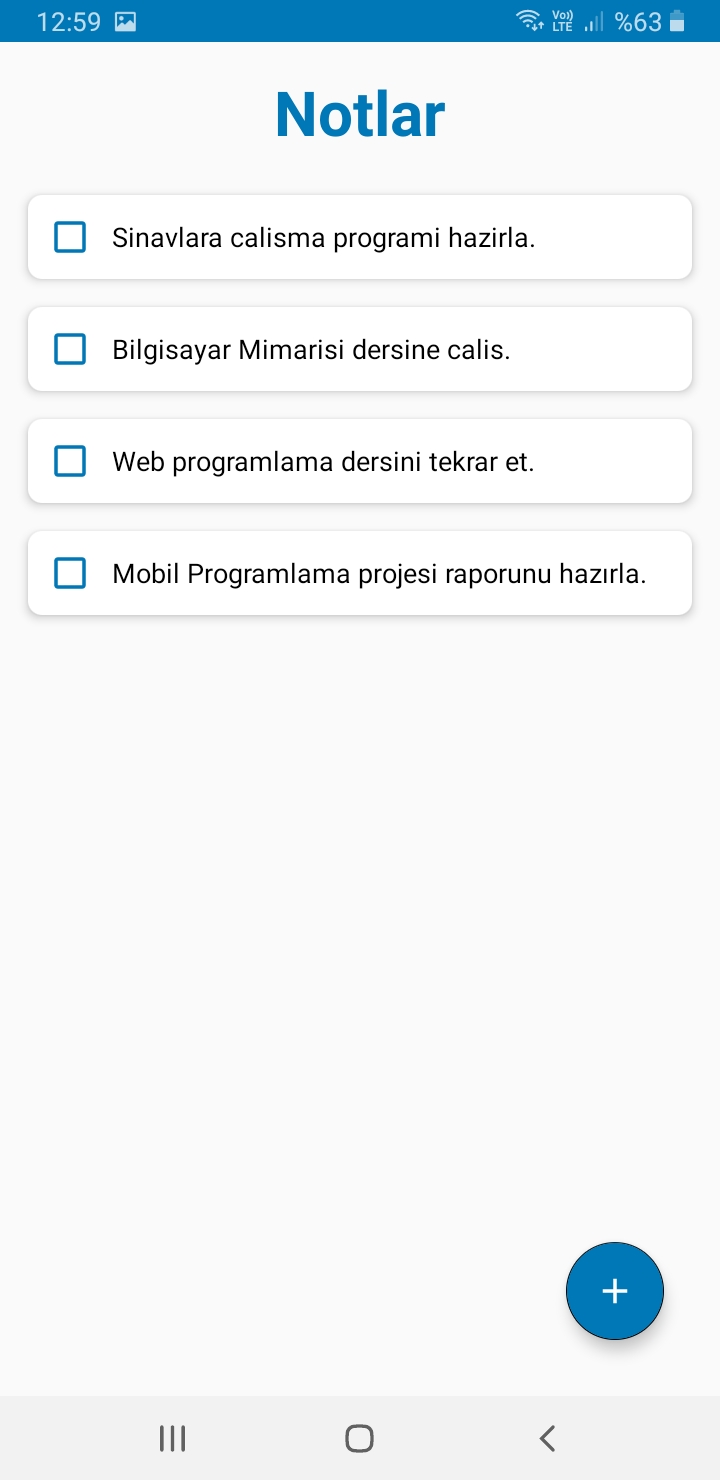 12:59 Vo)) LTE %63
Notlar
Sinavlara calisma programi hazirla.
Bilgisayar Mimarisi dersine calis.
Web programlama dersini tekrar et.
Mobil Programlama projesi raporunu hazırla.
+